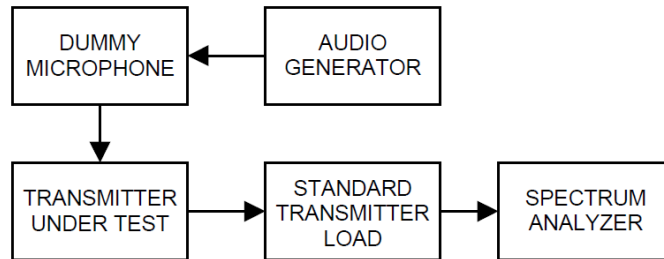 DUMMY
MICROPHONE
AUDIO
GENERATOR
TRANSMITTER
UNDER TEST
STANDARD
TRANSMITTER
LOAD
SPECTRUM
ANALYZER